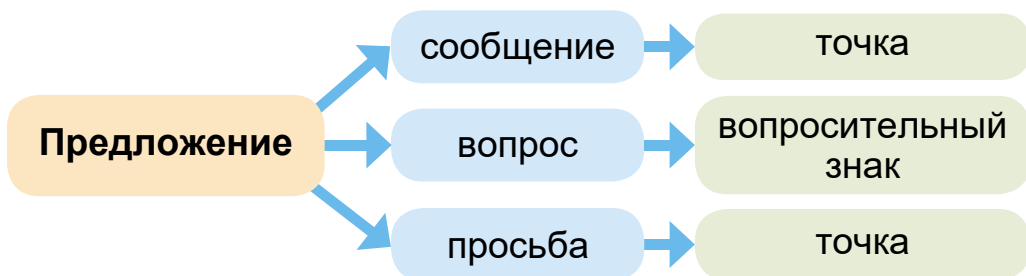 сообщение
точка
Предложение
вопрос
вопросительный
знак
просьба
точка